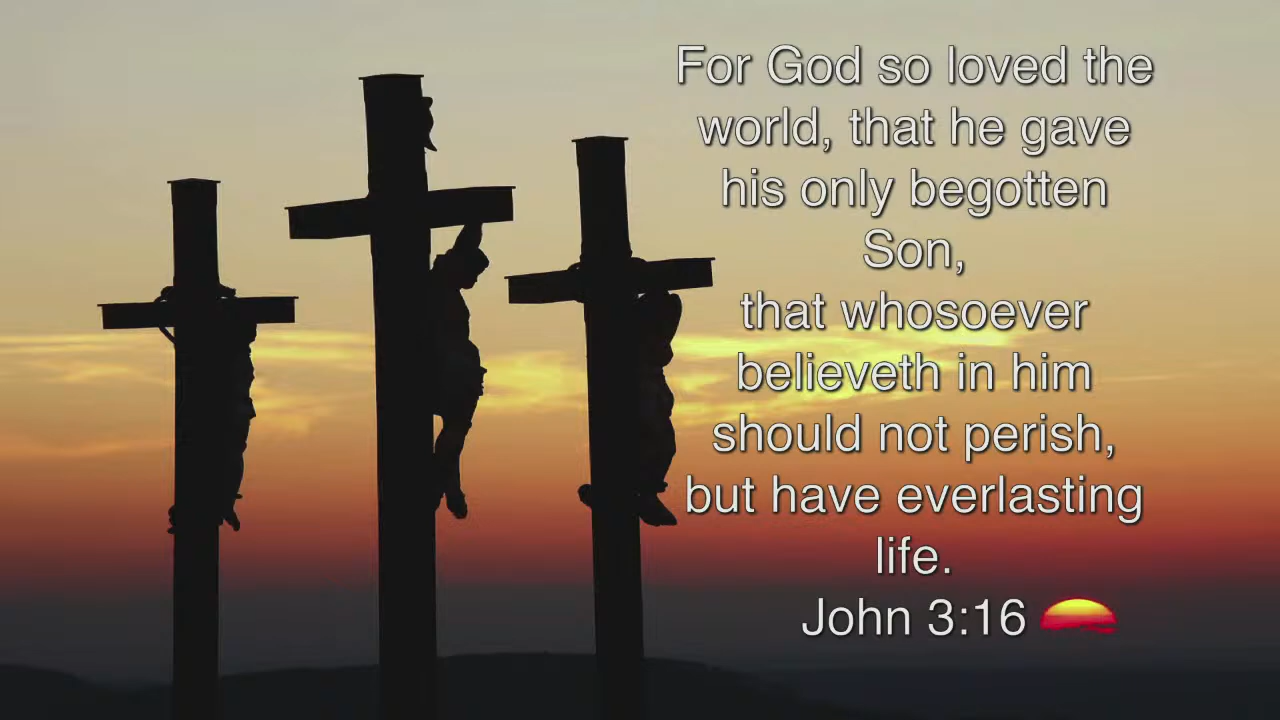 For God so loved the
world, that he gave
his only begotten
Son,
that whosoever
believeth in him
should not perish,
but have everlasting
life.
John 3:16